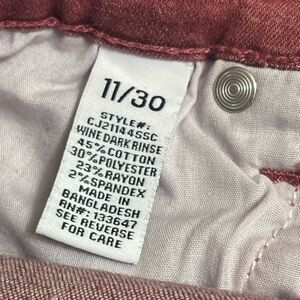 11/30
STYLE#:
CJ21144SSC
WINE DARK RINSE
45%COTTON
30%POLYESTER
23%RAYON
2%SPANDEX
MADE IN
BANGLADESH
RN#: 133647
SEE REVERSE
FOR CARE